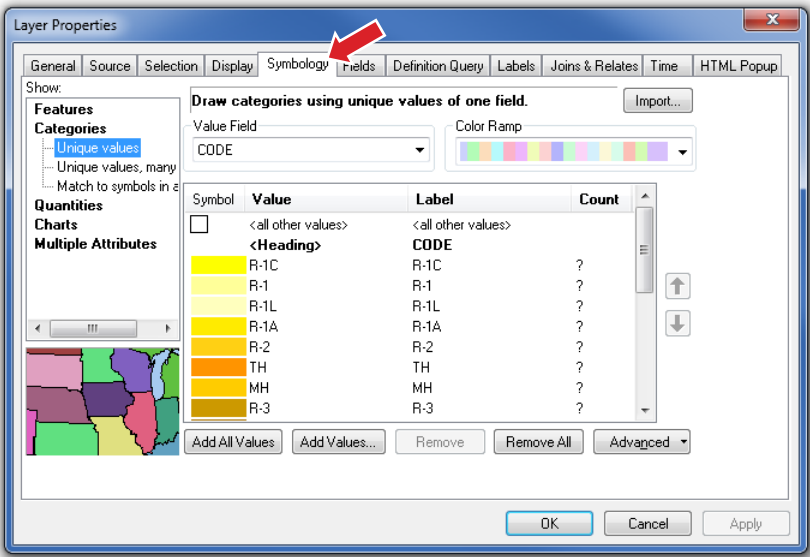 Layer Properties
General Source Selection Display Symbology Fields Definition Query Labels Joins & Relates Time HTML Popup
Show:
Features
Categories
Unique values
Unique values, many
Match to symbols in a
Quantities
Charts
Multiple Attributes
Draw categories using unique values of one field.
Import...
Value Field
CODE
Color Ramp
Symbol Value Label Count
<all other values> <all other values>
<Heading> CODE
R-1C R-1C ?
R-1 R-1 ?
R-1L R-1L ?
R-1A R-1A ?
R-2 R-2 ?
TH TH ?
MH MH ?
R-3 R-3 ?
Add All Values Add Values... Remove Remove All Advanced
OK Cancel Apply